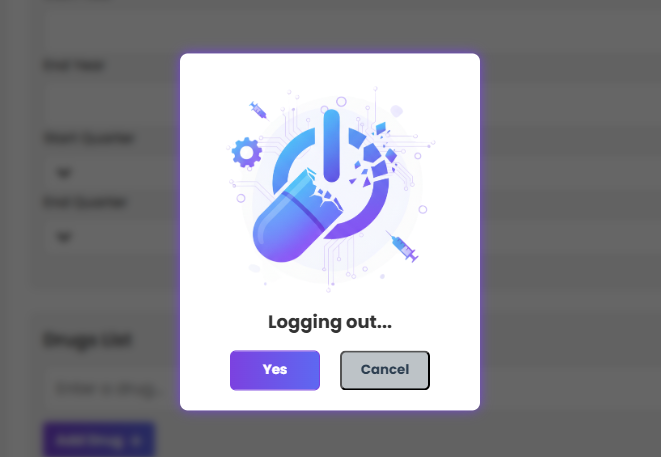 End Year
Start Quarter
End Quarter
Logging out...
Drugs List
Yes
Cancel
Enter a drug...
Add Drug